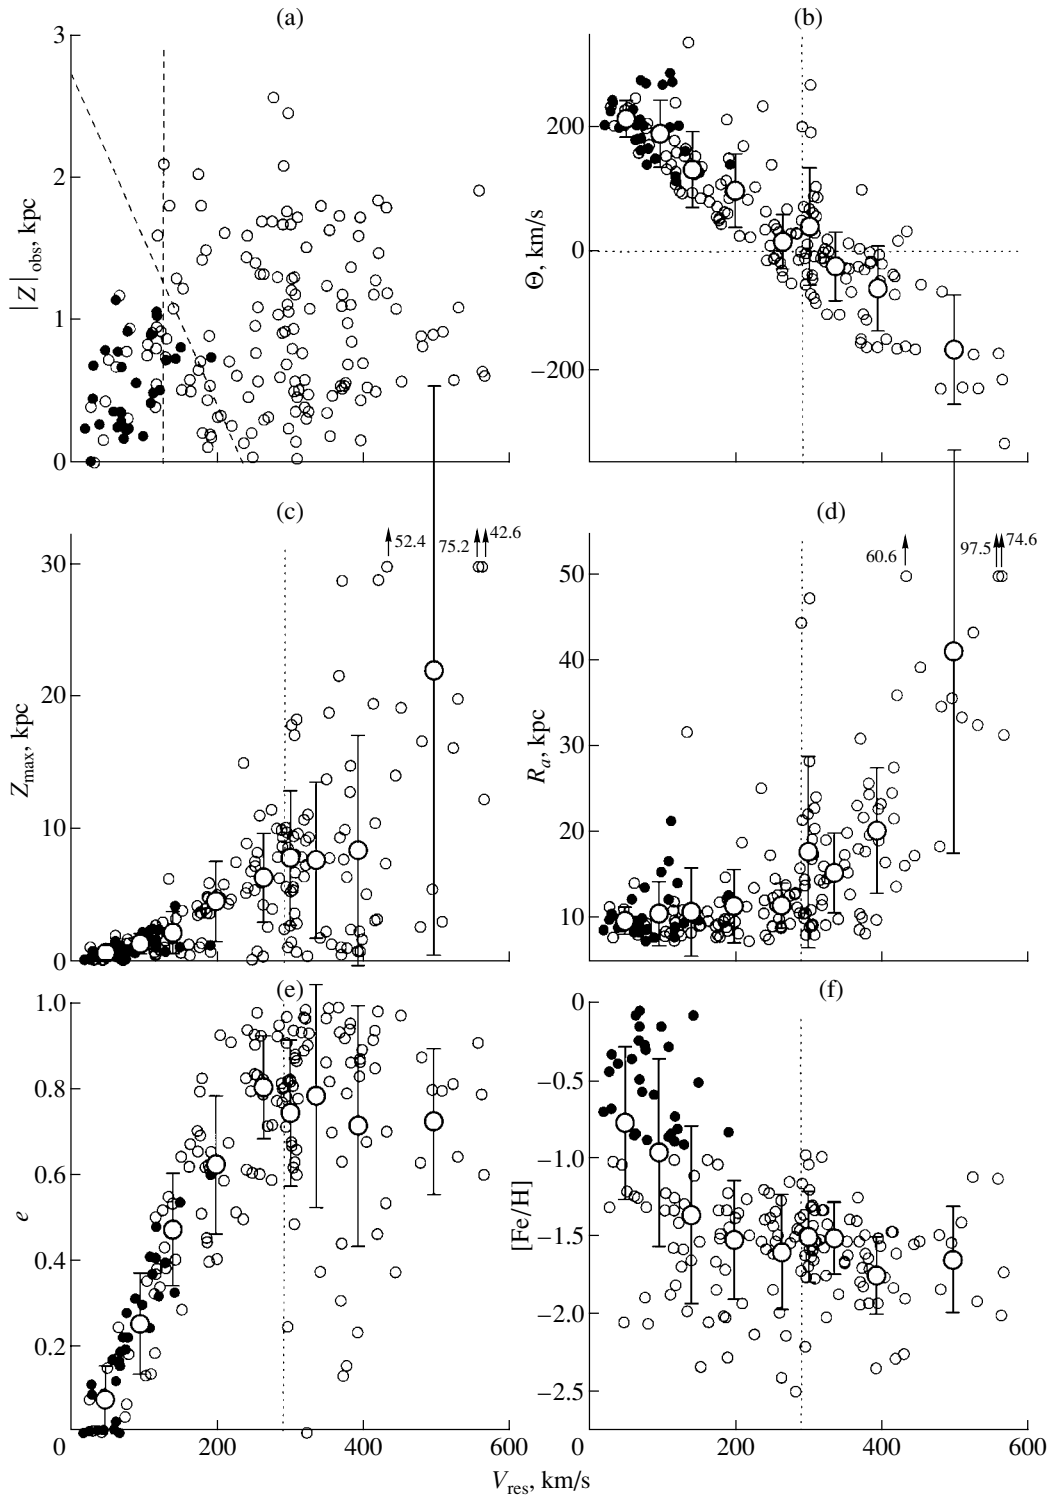 (a)
(b)
3
2
1
0
|Z|obs, kpc
200
0
−200
Θ, km/s
(c)
(d)
52.4
75.2
42.6
60.6
97.5
74.6
30
20
10
0
Zmax, kpc
50
40
30
20
10
0
Ra, kpc
(e)
(f)
1.0
0.8
0.6
0.4
0.2
e
0
−0.5
−1.0
−1.5
−2.0
−2.5
[Fe/H]
0 200 400 600
0 200 400 600
Vres, km/s